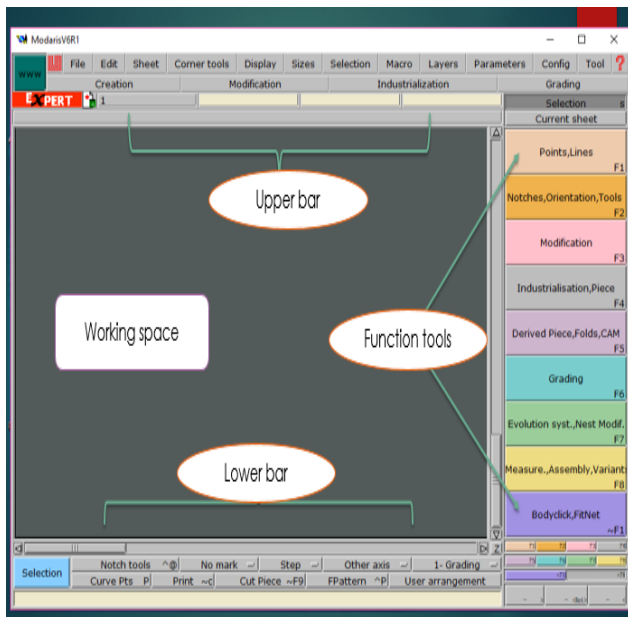 ModarisV6R1
www File Edit Sheet Corner tools Display Sizes Selection Macro Layers Parameters Config Tool ?
Creation Modification Industrialization Grading
EXPERT 1 Selection s
Current sheet
Points,Lines
F1
Upper bar
Notches,Orientation,Tools
F2
Modification
F3
Industrialisation,Piece
F4
Working space
Function tools
Derived Piece,Folds,CAM
F5
Grading
F6
Evolution syst.,Nest Modif.
F7
Lower bar
Measure.,Assembly,Variant
F8
Bodyclick,FitNet
~F1
Z
Selection
Notch tools ^@ No mark Step Other axis 1- Grading
Curve Pts P Print ~c Cut Piece ~F9 FPattern ^P User arrangement